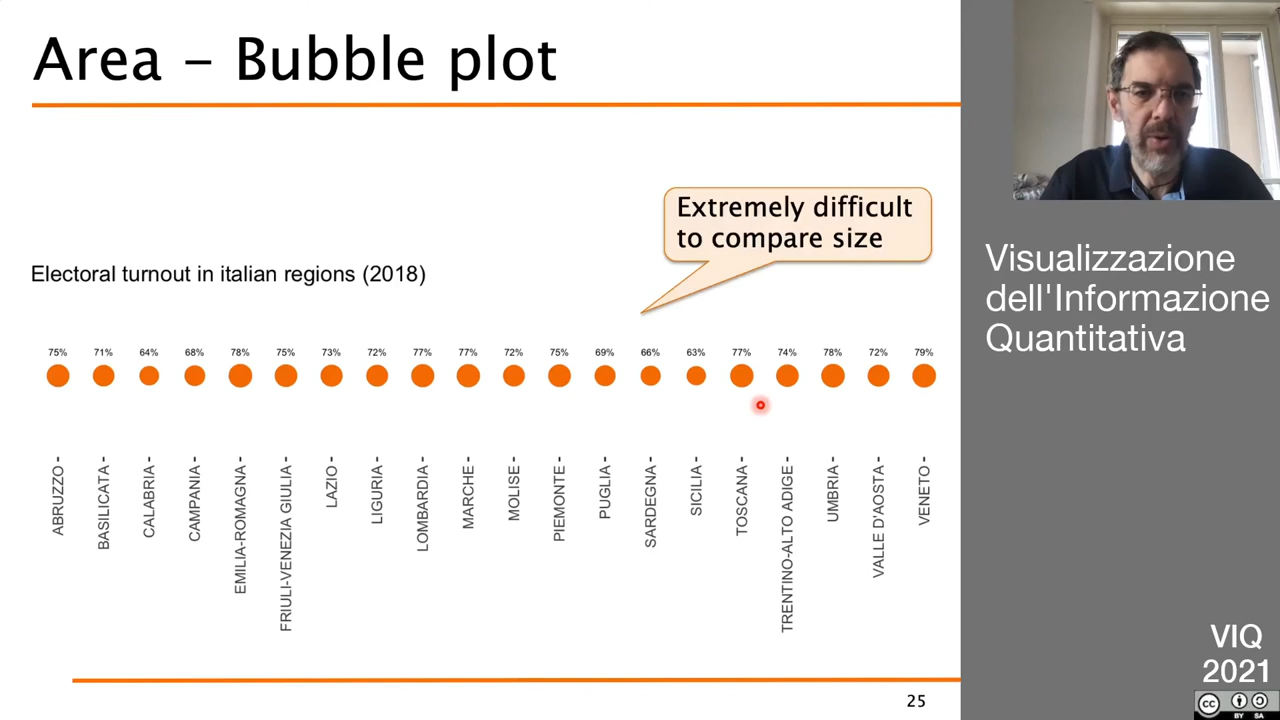 Area – Bubble plot
Extremely difficult
to compare size
Electoral turnout in italian regions (2018)
75% 71% 64% 68% 78% 75% 73% 72% 77% 77% 72% 75% 69% 66% 63% 77% 74% 78% 72% 79%
ABRUZZO
BASILICATA
CALABRIA
CAMPANIA
EMILIA-ROMAGNA
FRIULI-VENEZIA GIULIA
LAZIO
LIGURIA
LOMBARDIA
MARCHE
MOLISE
PIEMONTE
PUGLIA
SARDEGNA
SICILIA
TOSCANA
TRENTINO-ALTO ADIGE
UMBRIA
VALLE D'AOSTA
VENETO
25
Visualizzazione
dell'Informazione
Quantitativa
VIQ
2021
CC
BY SA